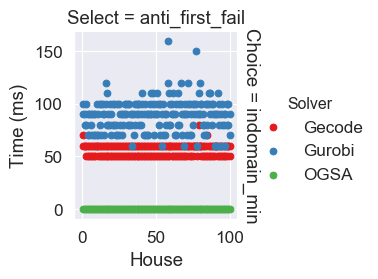 Select = anti_first_fail
Time (ms)
150
100
50
0
0
50
100
House
Choice = indomain_min
Solver
Gecode
Gurobi
OGSA